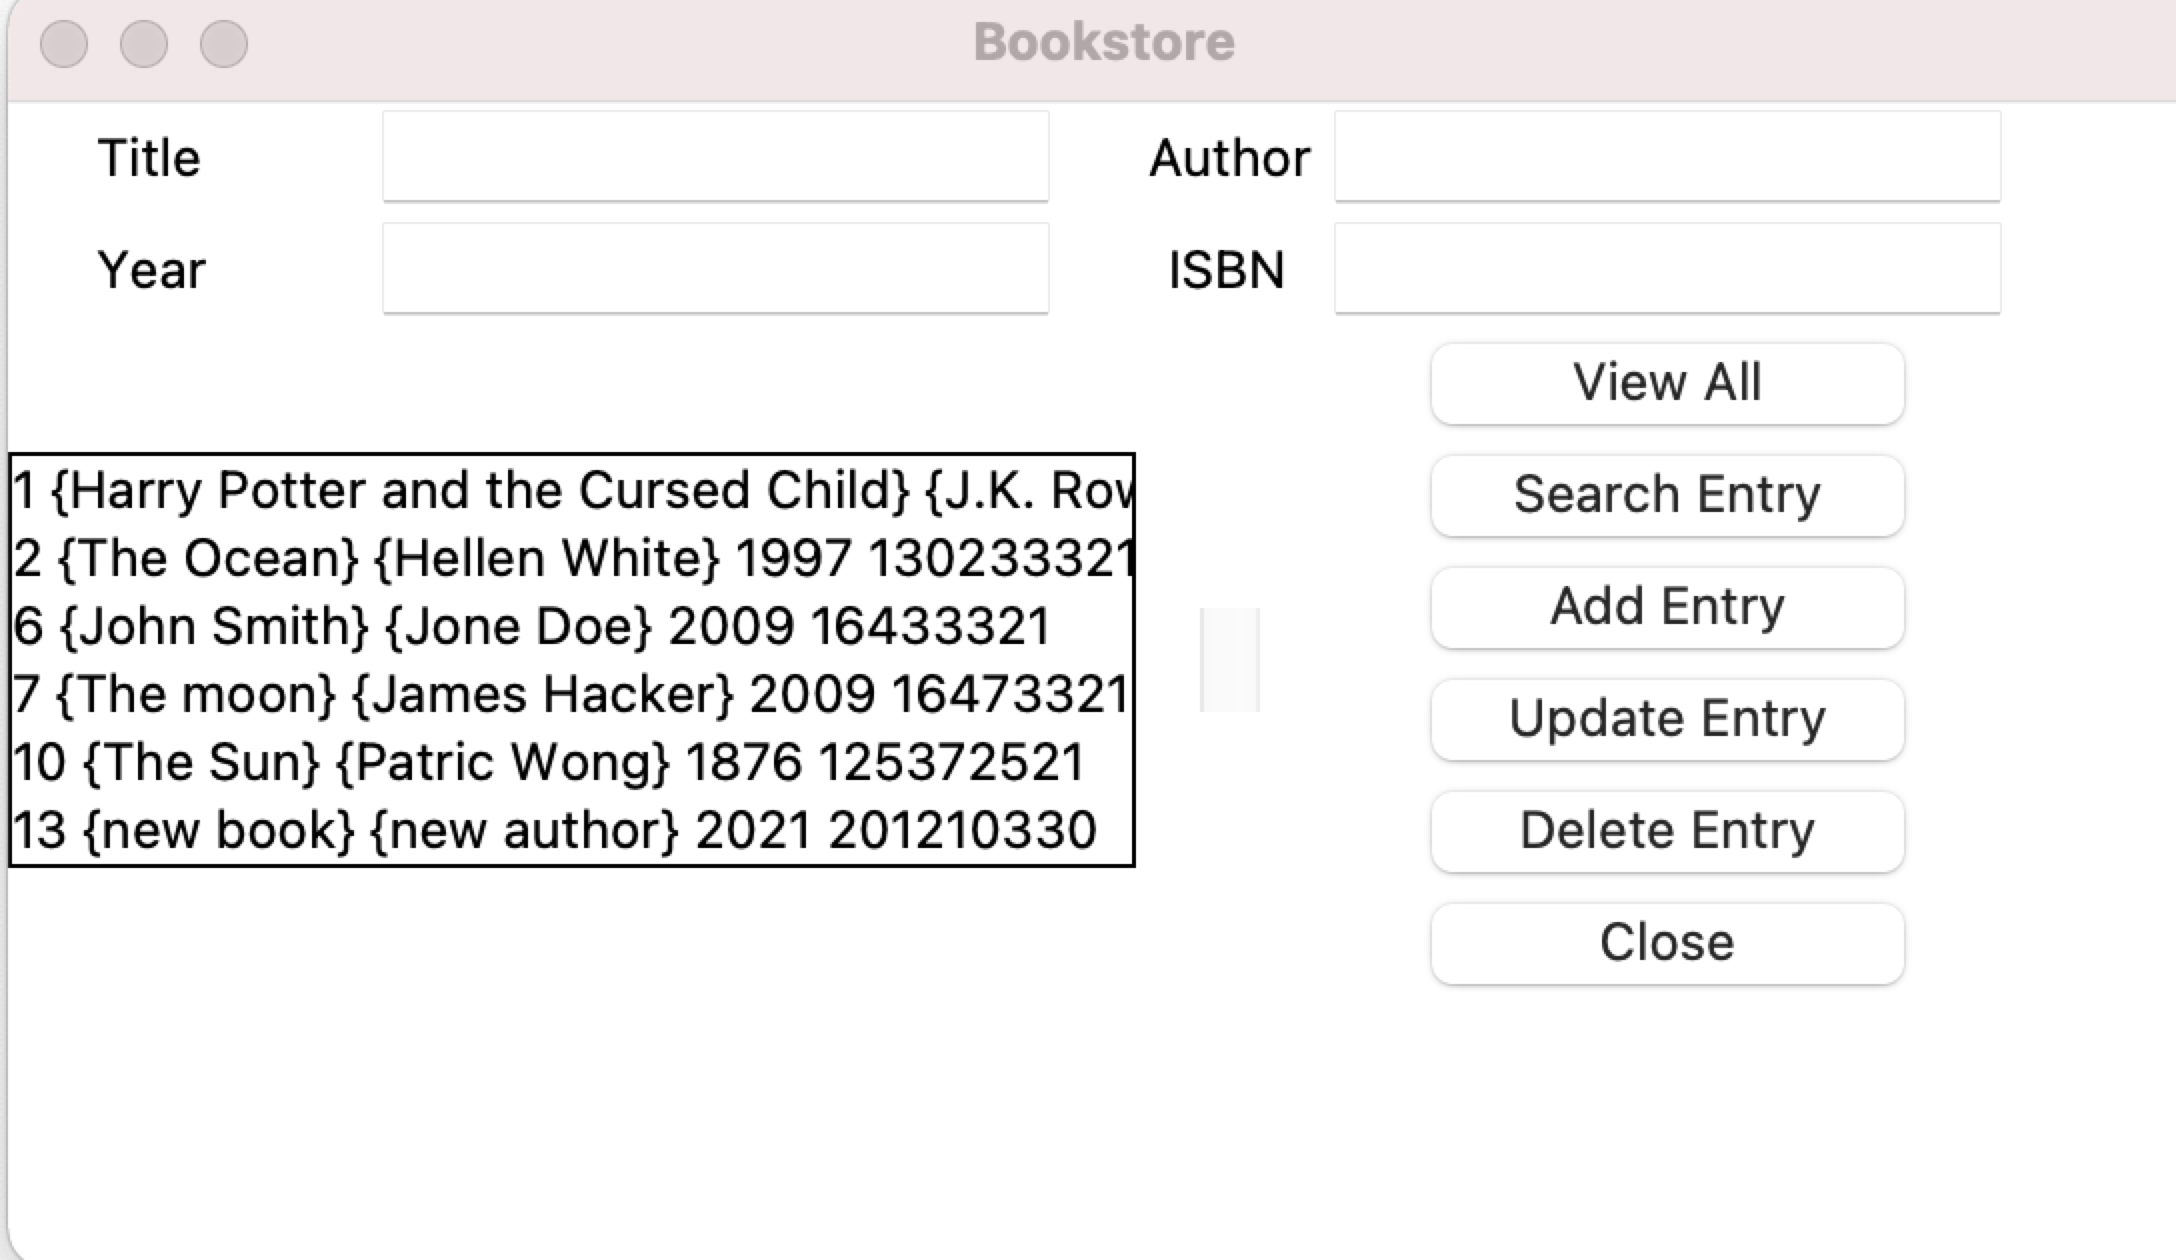 Bookstore
Title
Author
Year
ISBN
View All
1 {Harry Potter and the Cursed Child} {J.K.
Search Entry
2 {The Ocean} {Hellen White} 1997 130233321
6 {John Smith} {Jone Doe} 2009 16433321
Add Entry
7 {The moon} {James Hacker} 2009 16473321
Update Entry
10 {The Sun} {Patric Wong} 1876 125372521
13 {new book} {new author} 2021 201210330
Delete Entry
Close